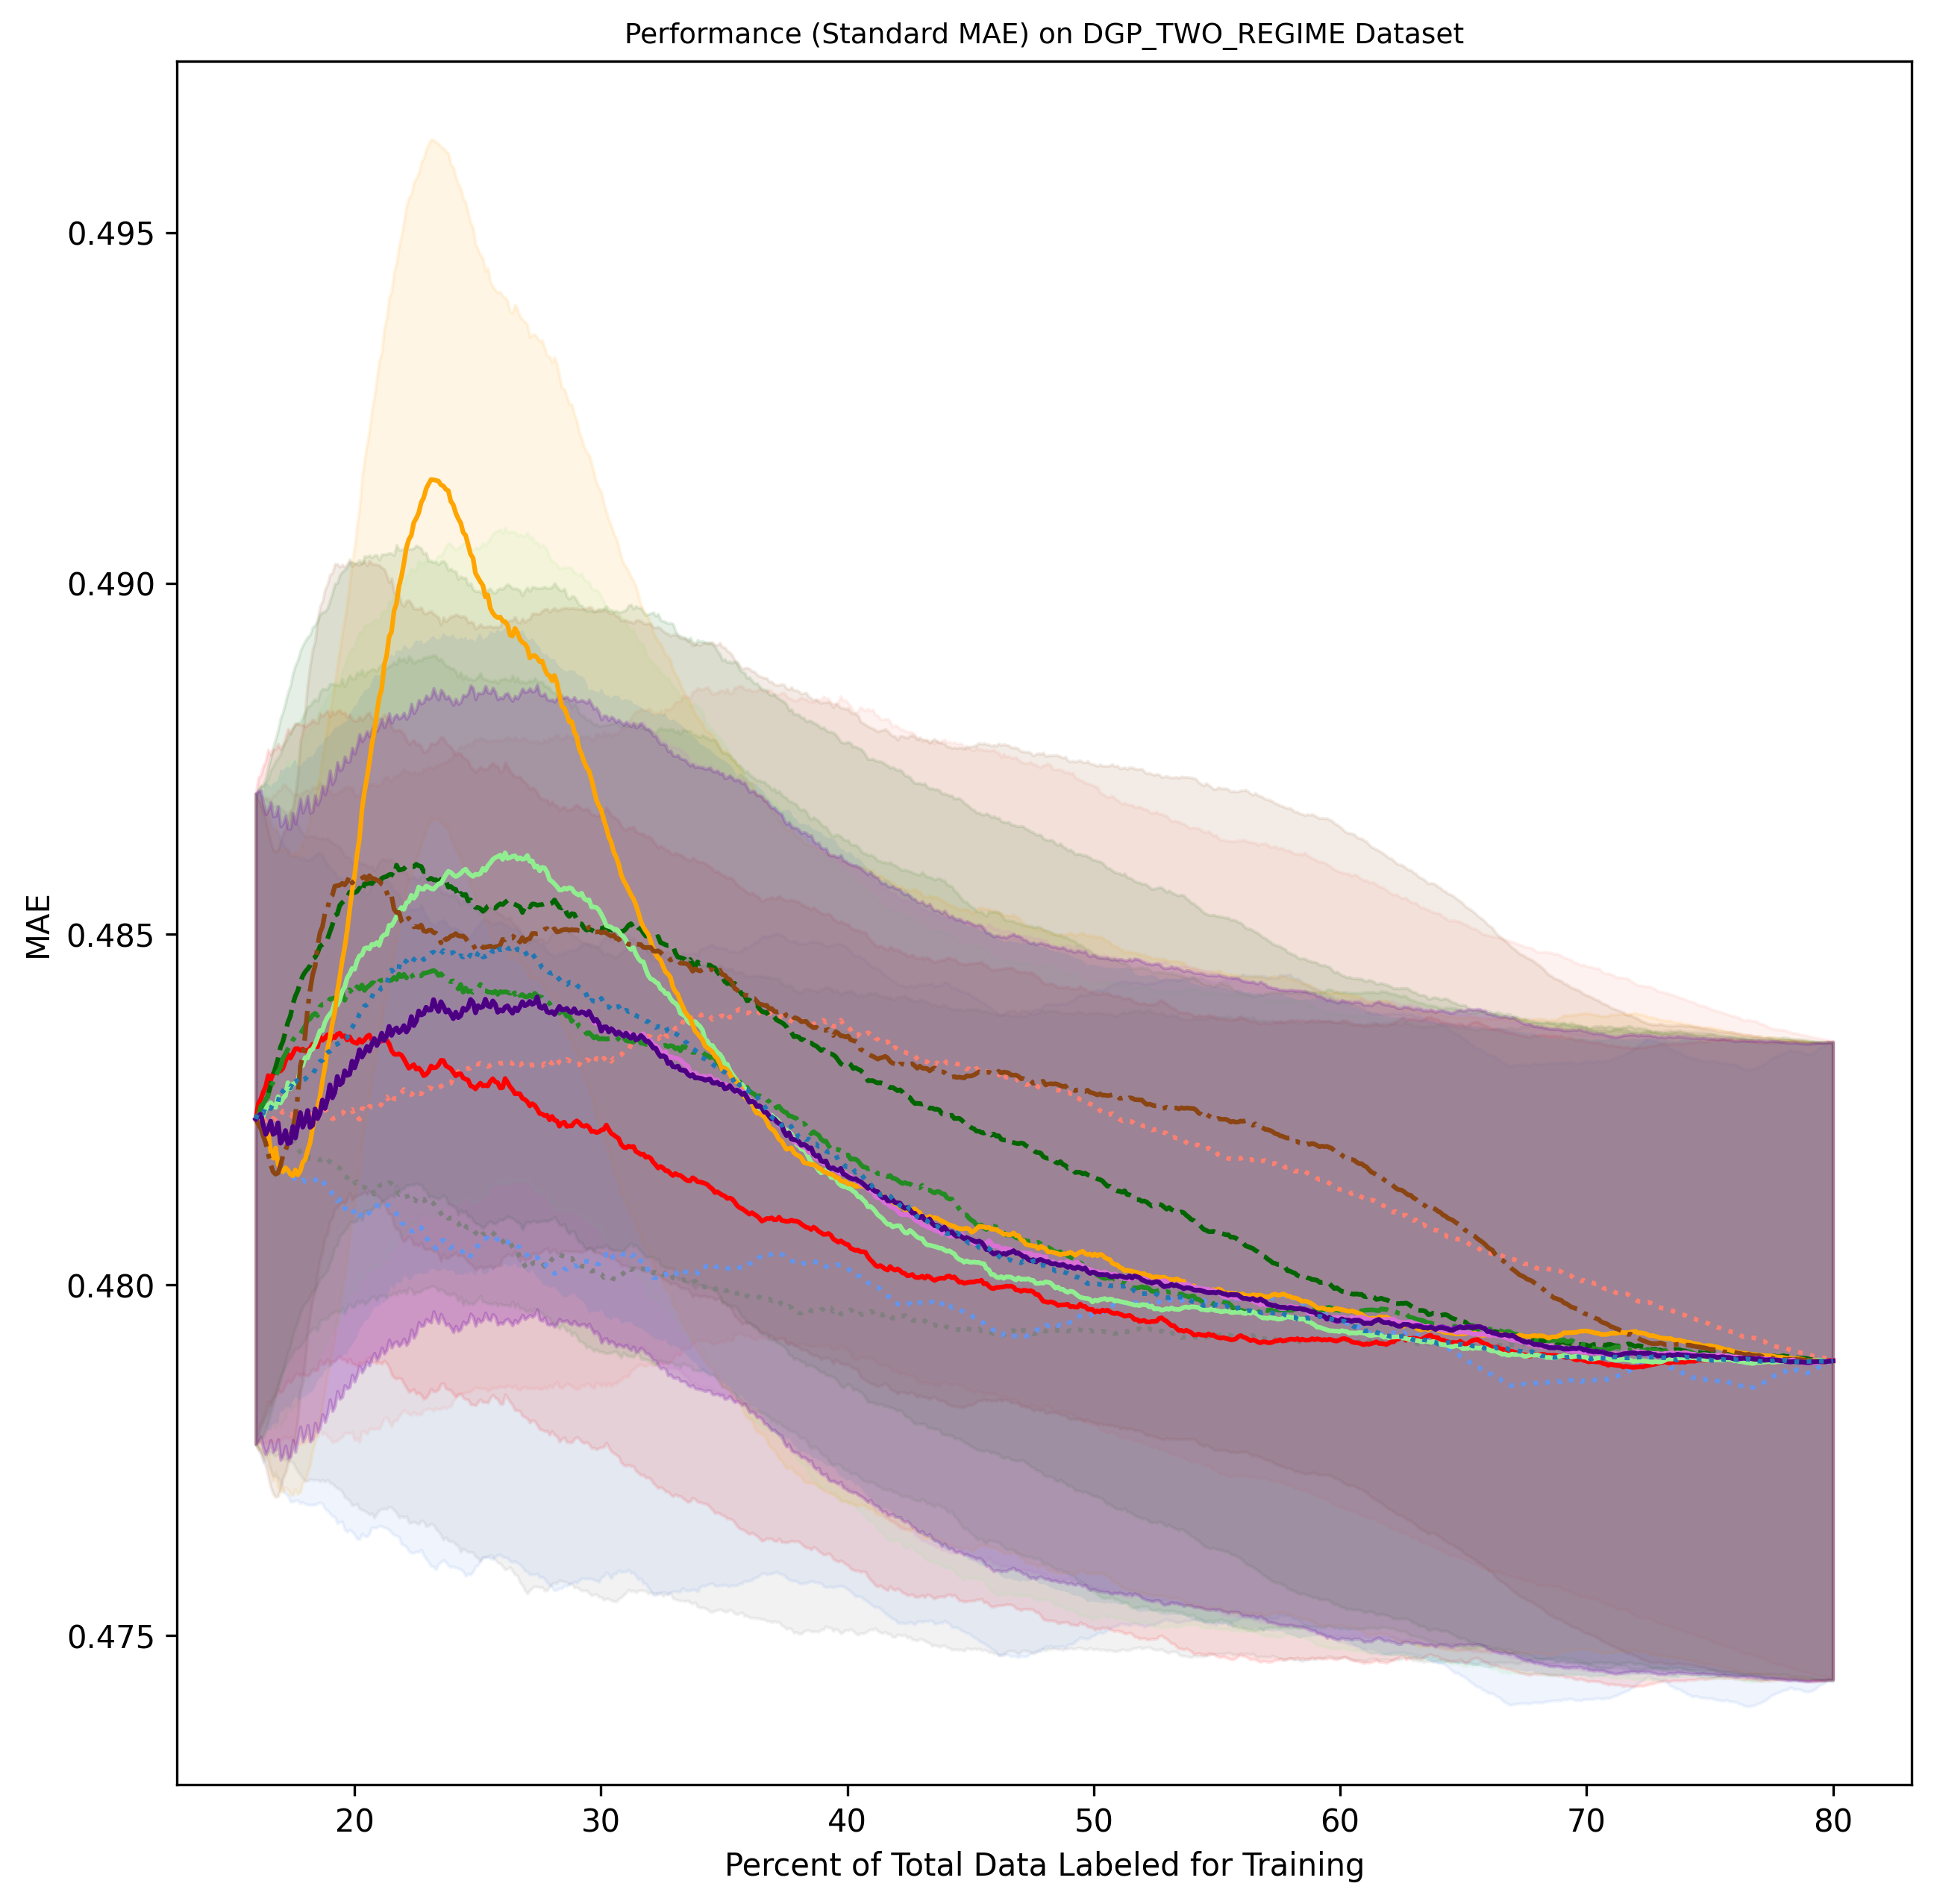 Performance (Standard MAE) on DGP_TWO_REGIME Dataset
0.495
0.490
0.485
0.480
0.475
MAE
20 30 40 50 60 70 80
Percent of Total Data Labeled for Training